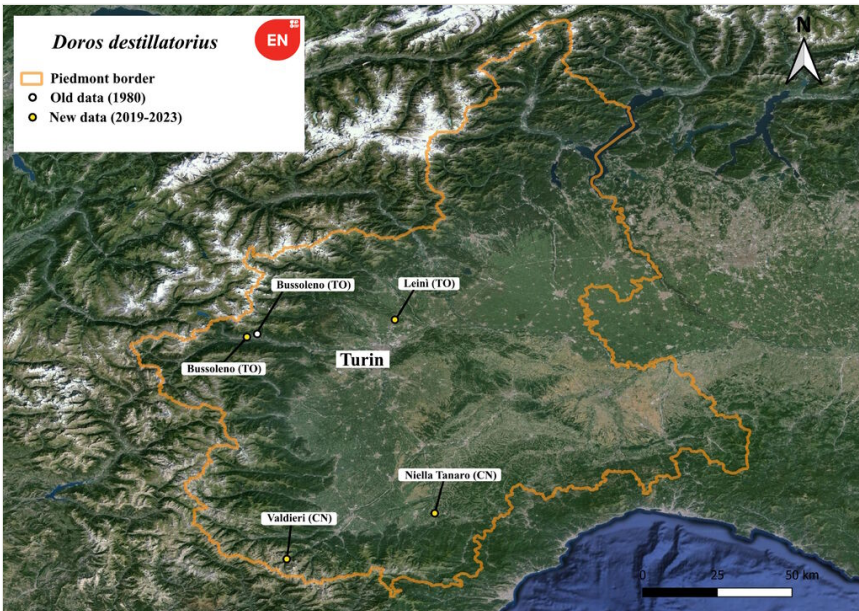 Doros destillatorius
EN
Piedmont border
Old data (1980)
New data (2019-2023)
N
Bussoleno (TO)
Leinì (TO)
Turin
Bussoleno (TO)
Niella Tanaro (CN)
Valdieri (CN)
0 25 50 km